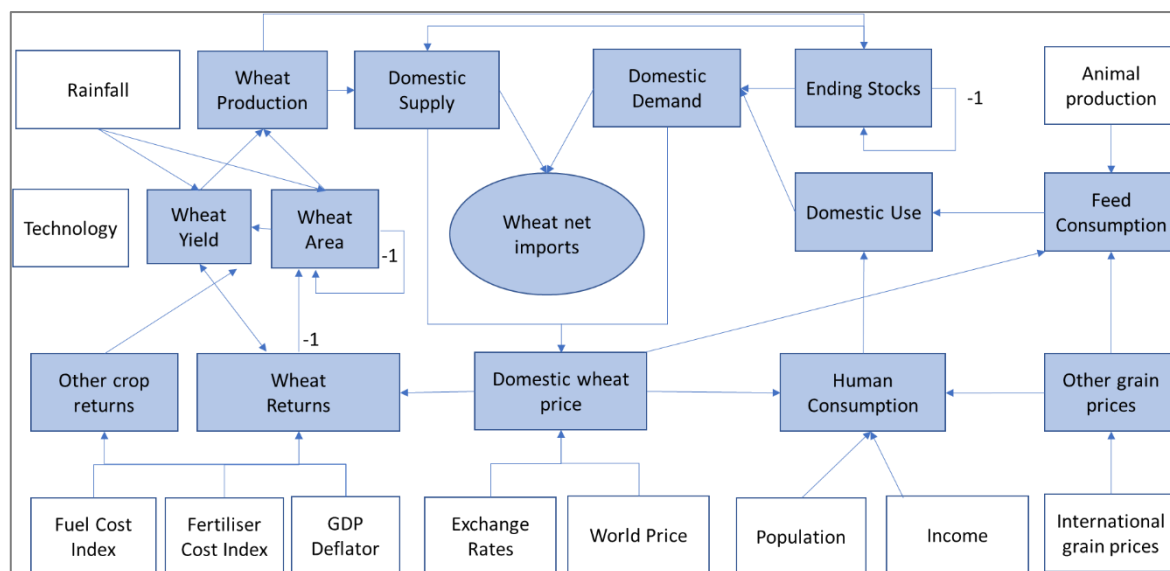 Rainfall
Wheat
Production
Domestic
Supply
Domestic
Demand
Ending Stocks
-1
Animal
production
Technology
Wheat
Yield
Wheat
Area
-1
Wheat net
imports
Domestic Use
Feed
Consumption
-1
Other crop
returns
Wheat
Returns
Domestic wheat
price
Human
Consumption
Other grain
prices
Fuel Cost
Index
Fertiliser
Cost Index
GDP
Deflator
Exchange
Rates
World Price
Population
Income
International
grain prices